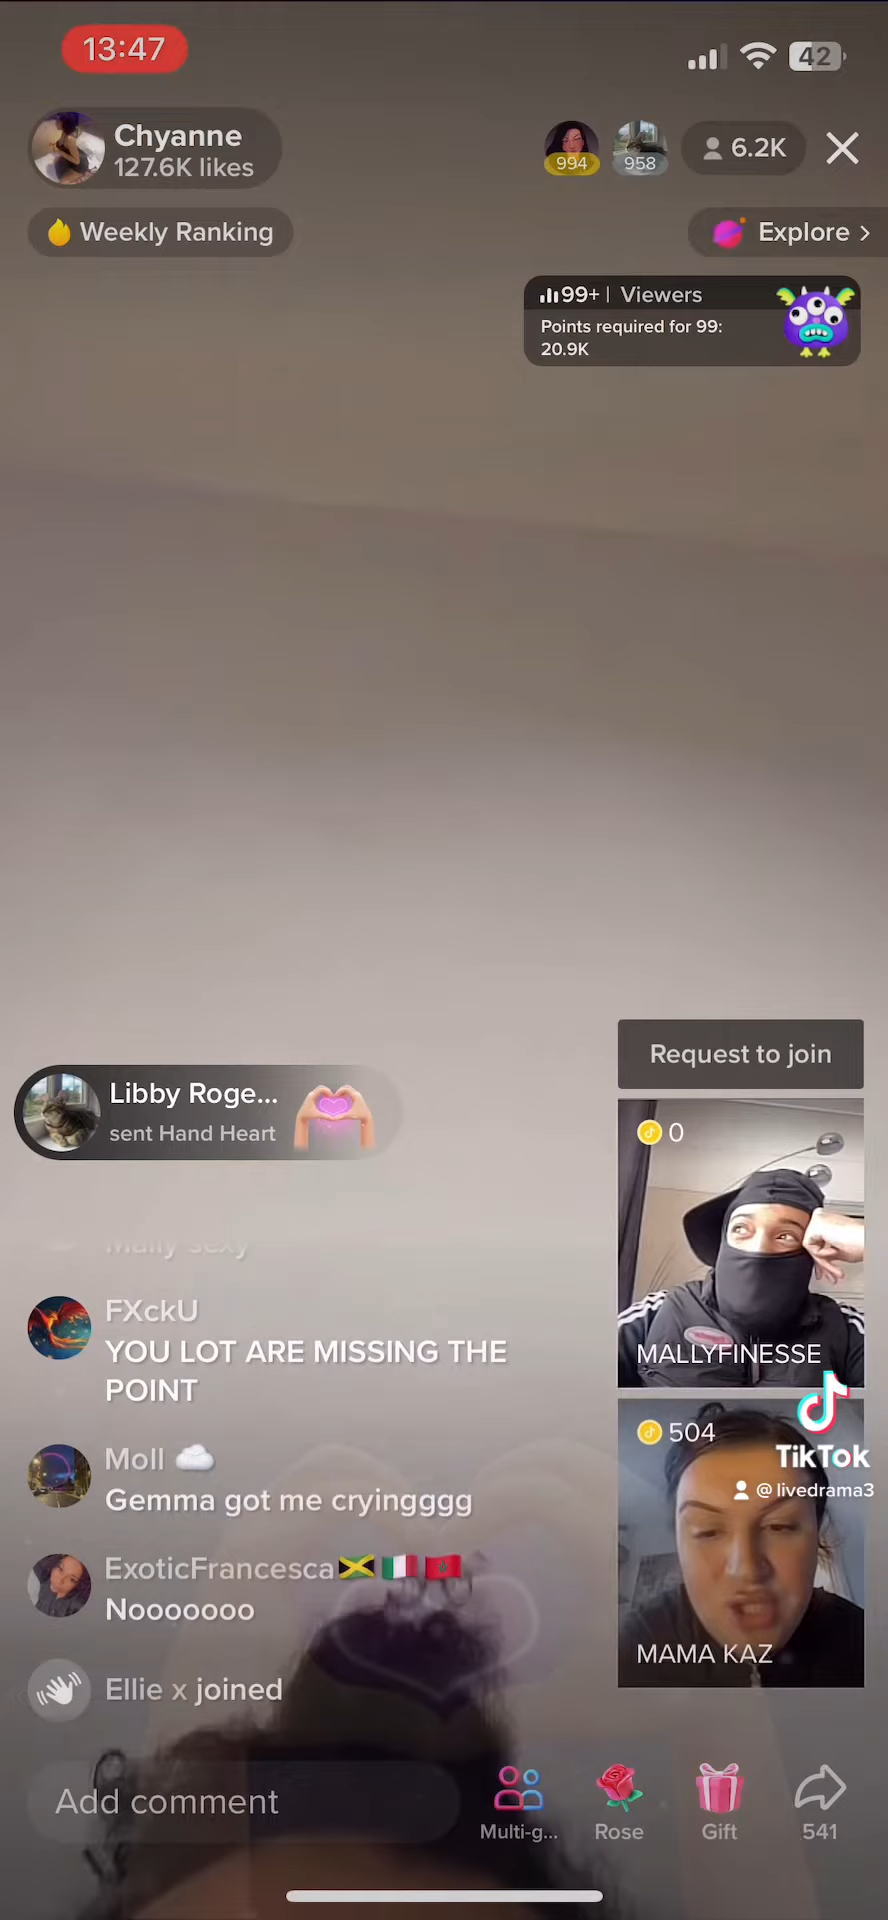 13:47
42
Chyanne
127.6K likes
994
958
6.2K
Weekly Ranking
Explore >
99+ | Viewers
Points required for 99:
20.9K
Request to join
Libby Roge...
sent Hand Heart
0
Mally sexy
FXckU
YOU LOT ARE MISSING THE
POINT
MALLYFINESSE
504
TikTok
@livedrama3
Moll
Gemma got me cryingggg
ExoticFrancesca
Nooooooo
MAMA KAZ
Ellie x joined
Add comment
Multi-g...
Rose
Gift
541